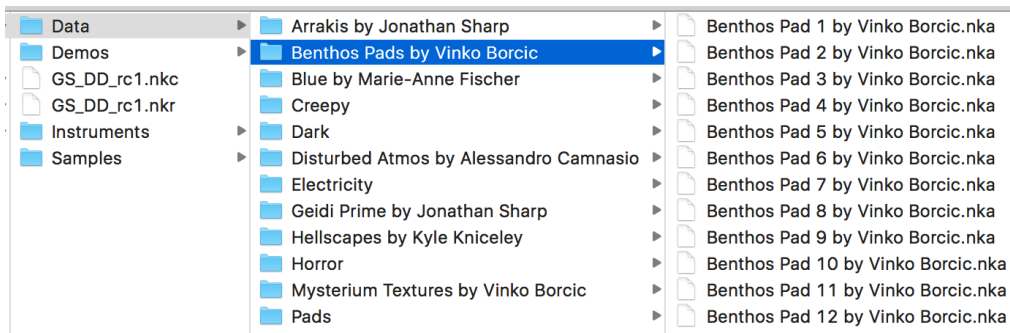 Data
Demos
GS_DD_rc1.nkc
GS_DD_rc1.nkr
Instruments
Samples
Arrakis by Jonathan Sharp
Benthos Pads by Vinko Borcic
Blue by Marie-Anne Fischer
Creepy
Dark
Disturbed Atmos by Alessandro Camnasio
Electricity
Geidi Prime by Jonathan Sharp
Hellscapes by Kyle Kniceley
Horror
Mysterium Textures by Vinko Borcic
Pads
Benthos Pad 1 by Vinko Borcic.nka
Benthos Pad 2 by Vinko Borcic.nka
Benthos Pad 3 by Vinko Borcic.nka
Benthos Pad 4 by Vinko Borcic.nka
Benthos Pad 5 by Vinko Borcic.nka
Benthos Pad 6 by Vinko Borcic.nka
Benthos Pad 7 by Vinko Borcic.nka
Benthos Pad 8 by Vinko Borcic.nka
Benthos Pad 9 by Vinko Borcic.nka
Benthos Pad 10 by Vinko Borcic.nka
Benthos Pad 11 by Vinko Borcic.nka
Benthos Pad 12 by Vinko Borcic.nka